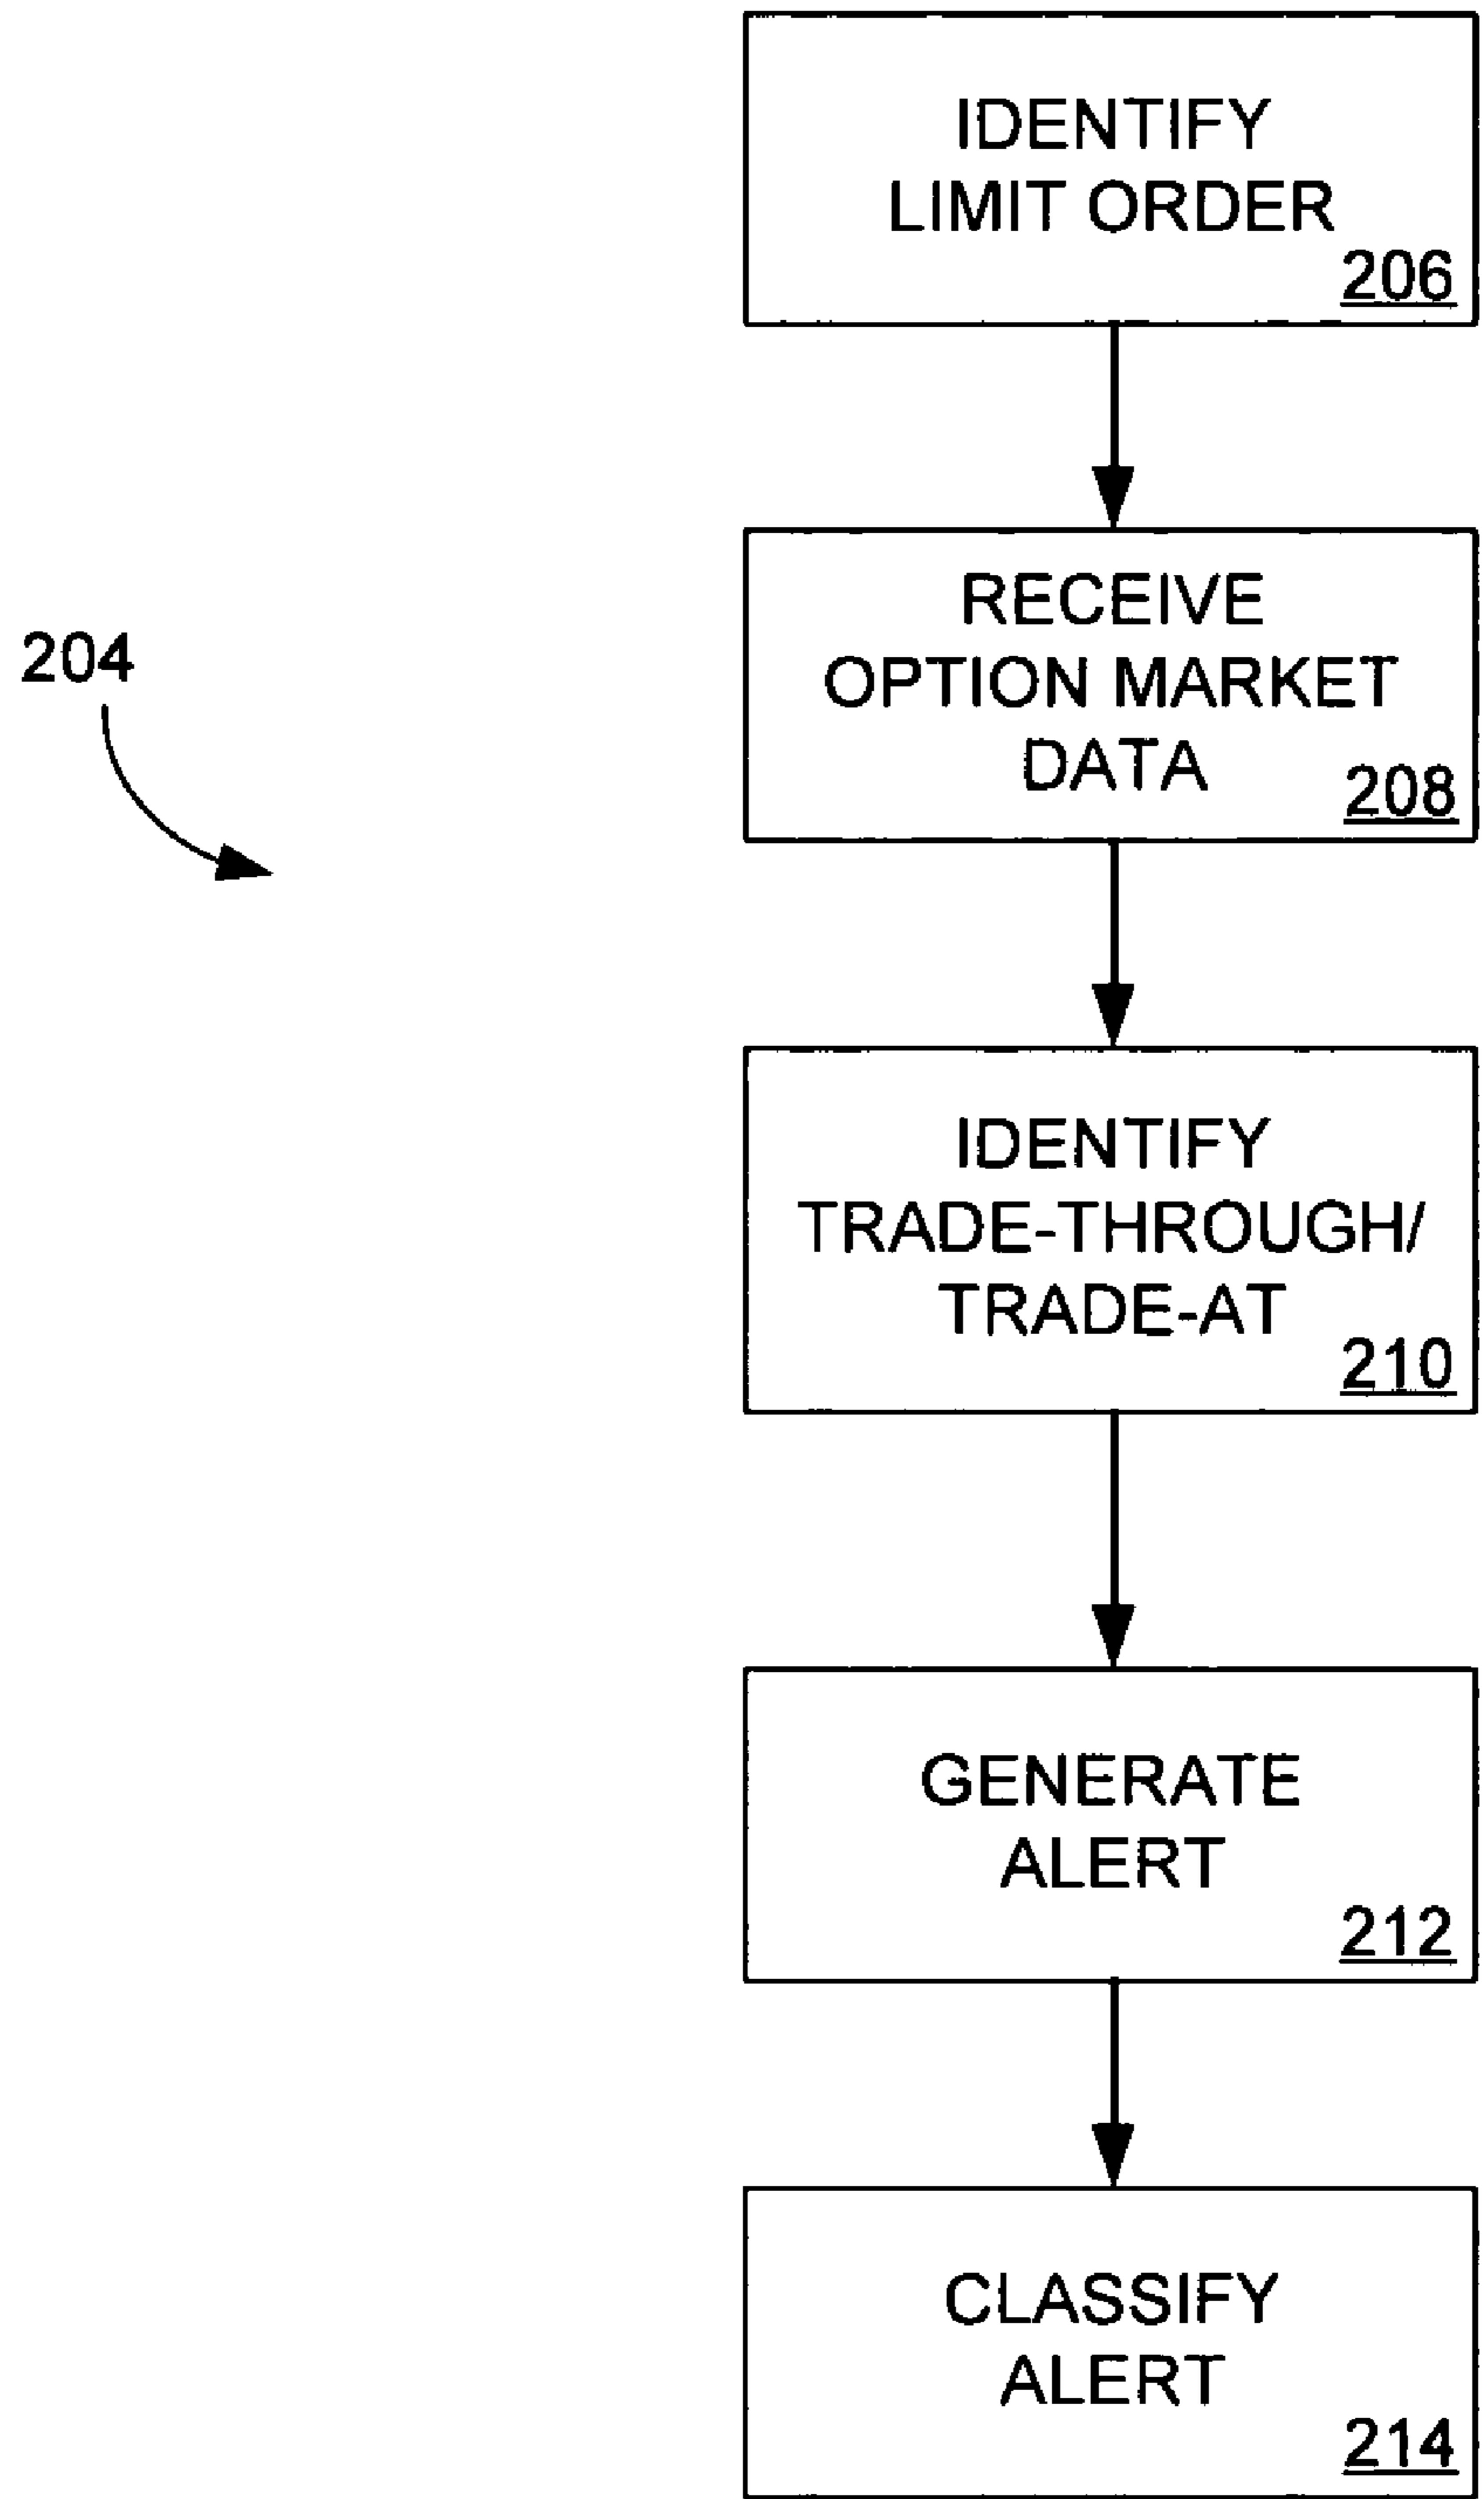 IDENTIFY
LIMIT ORDER
206
204
RECEIVE
OPTION MARKET
DATA
208
IDENTIFY
TRADE-THROUGH/
TRADE-AT
210
GENERATE
ALERT
212
CLASSIFY
ALERT
214